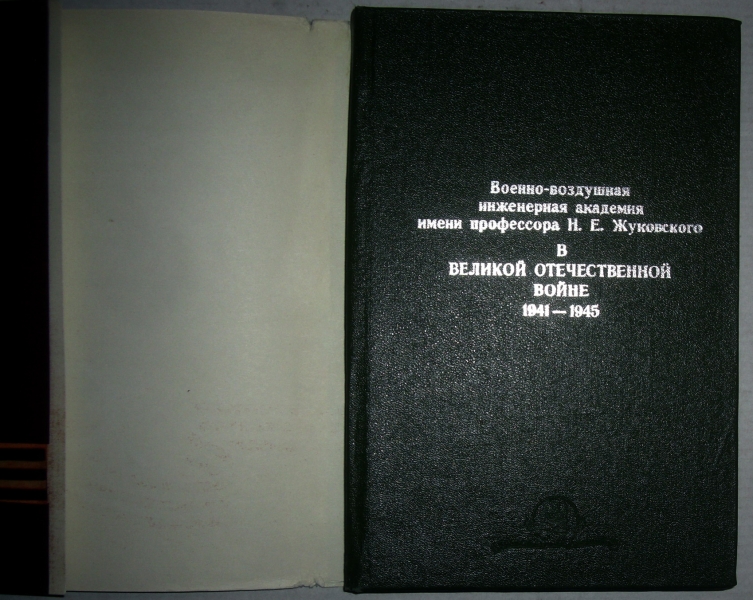 Военно-воздушная
инженерная академия
имени профессора Н. Е. Жуковского
В
ВЕЛИКОЙ ОТЕЧЕСТВЕННОЙ
ВОЙНЕ
1941—1945